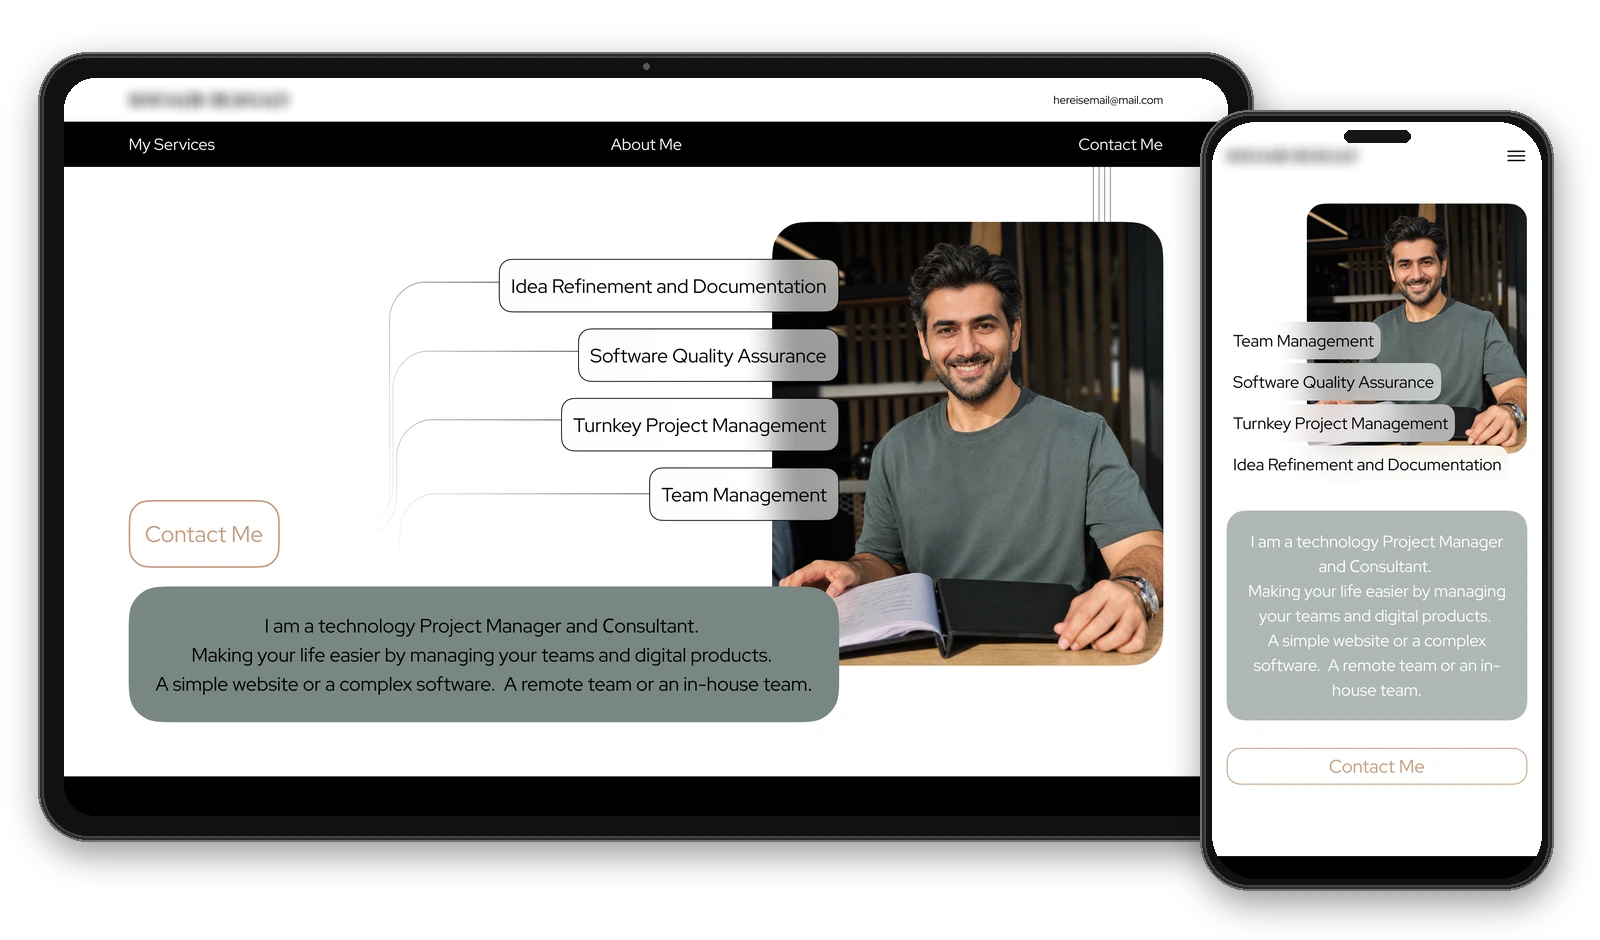 hereisemail@mail.com
My Services
About Me
Contact Me
Idea Refinement and Documentation
Software Quality Assurance
Turnkey Project Management
Team Management
Contact Me
I am a technology Project Manager and Consultant.
Making your life easier by managing your teams and digital products.
A simple website or a complex software.  A remote team or an in-house team.
Team Management
Software Quality Assurance
Turnkey Project Management
Idea Refinement and Documentation
I am a technology Project Manager
and Consultant.
Making your life easier by managing
your teams and digital products.
A simple website or a complex
software.  A remote team or an in-
house team.
Contact Me